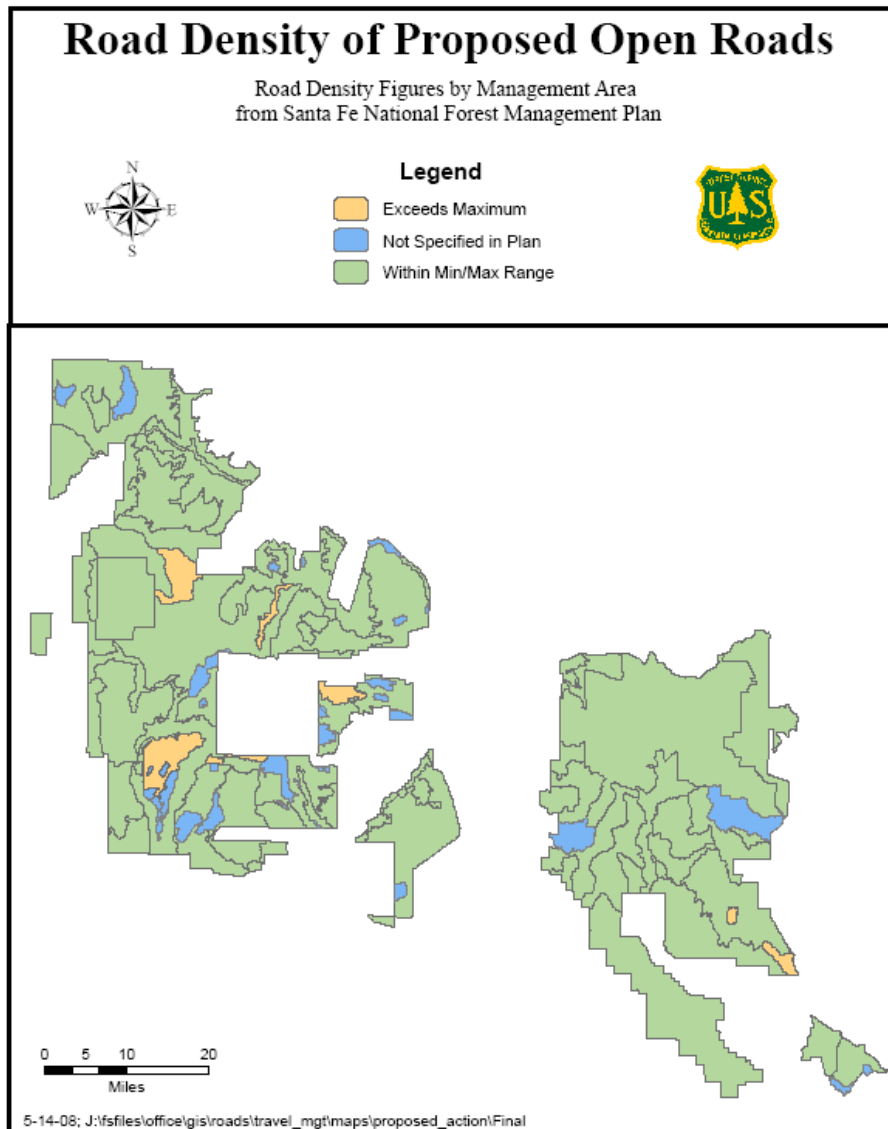 Road Density of Proposed Open Roads
Road Density Figures by Management Area
from Santa Fe National Forest Management Plan
N
W
E
S
Legend
Exceeds Maximum
Not Specified in Plan
Within Min/Max Range
U S
0 5 10 20
Miles
5-14-08; J:\fsfiles\office\gis\roads\travel_mgt\maps\proposed_action\Final